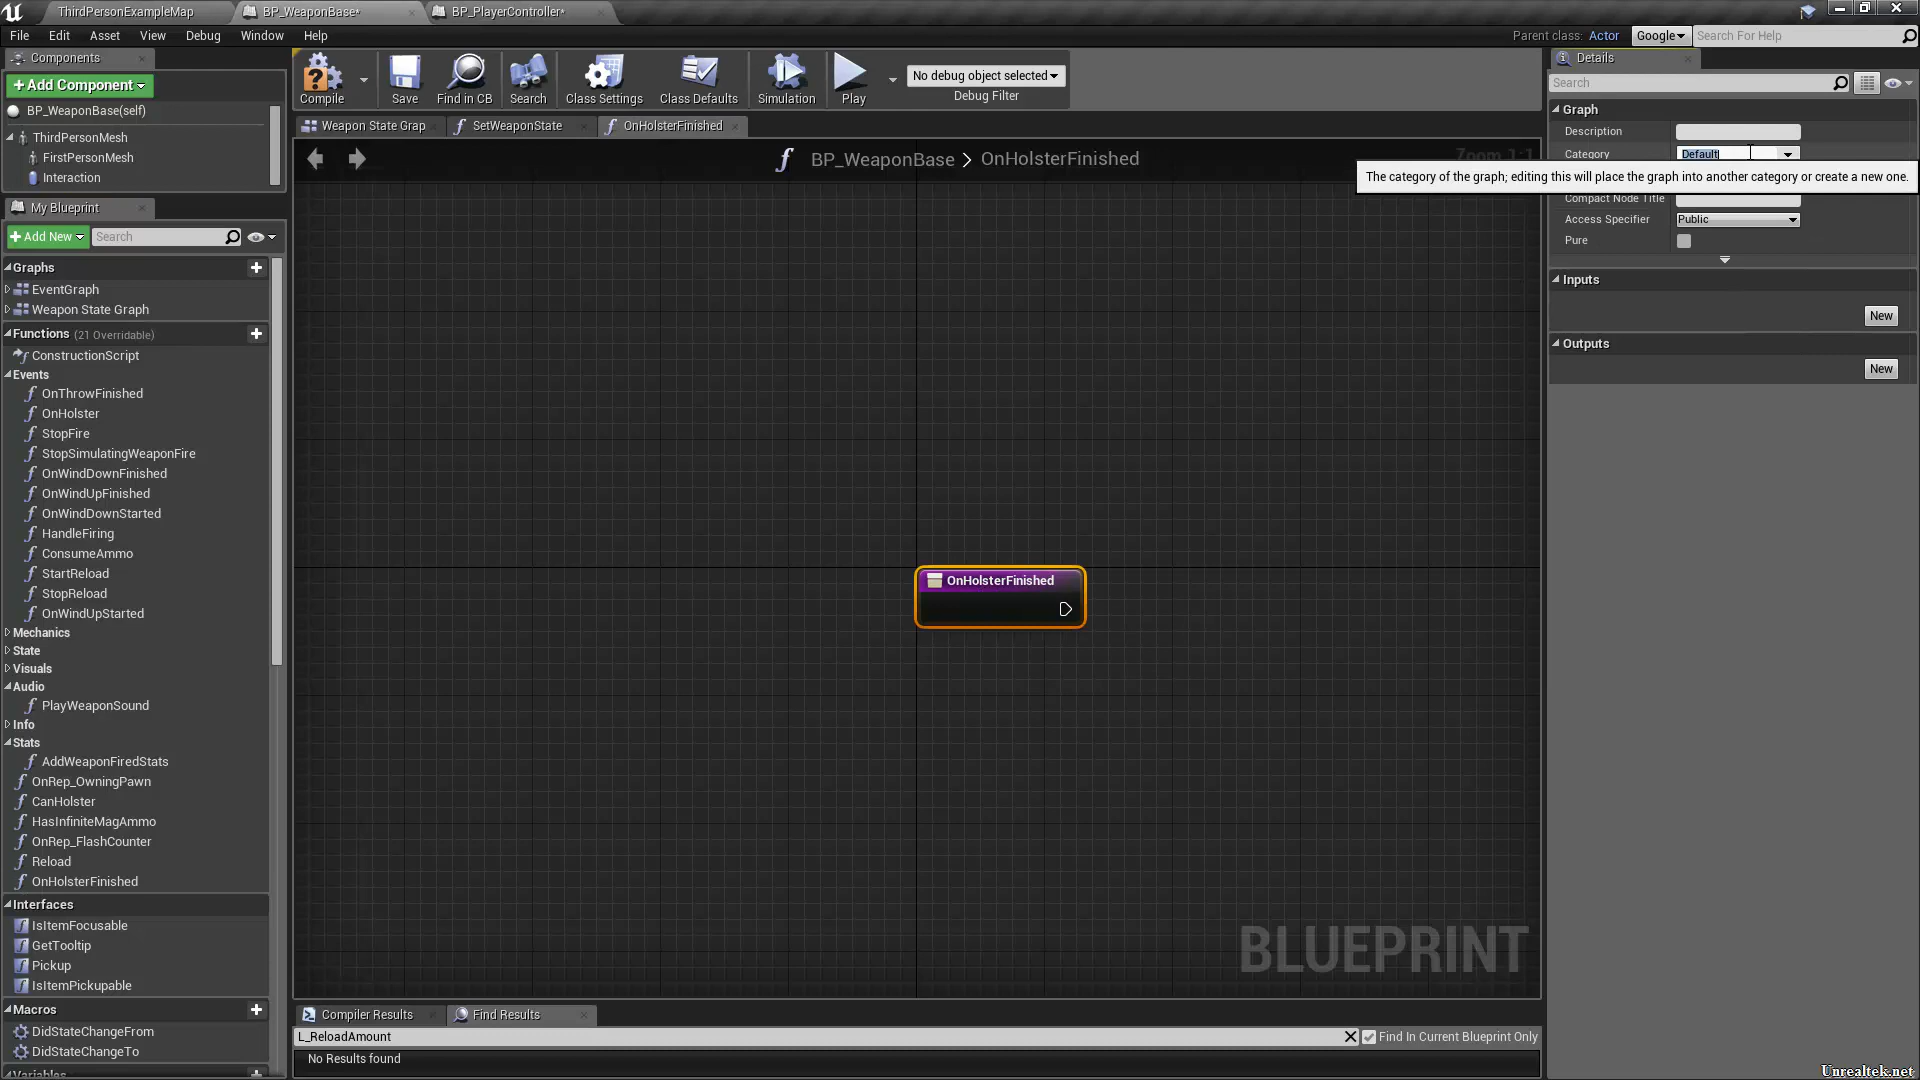 ThirdPersonExampleMap
BP_WeaponBase*
BP_PlayerController*
File Edit Asset View Debug Window Help
Parent class: Actor
Google
Search For Help
Components
+Add Component
BP_WeaponBase(self)
ThirdPersonMesh
FirstPersonMesh
Interaction
My Blueprint
+Add New
Search
Graphs
EventGraph
Weapon State Graph
Functions (21 Overridable)
ConstructionScript
Events
OnThrowFinished
OnHolster
StopFire
StopSimulatingWeaponFire
OnWindDownFinished
OnWindUpFinished
OnWindDownStarted
HandleFiring
ConsumeAmmo
StartReload
StopReload
OnWindUpStarted
Mechanics
State
Visuals
Audio
PlayWeaponSound
Info
Stats
AddWeaponFiredStats
OnRep_OwningPawn
CanHolster
HasInfiniteMagAmmo
OnRep_FlashCounter
Reload
OnHolsterFinished
Interfaces
IsItemFocusable
GetTooltip
Pickup
IsItemPickupable
Macros
DidStateChangeFrom
DidStateChangeTo
Variables
Compile
Save
Find in CB
Search
Class Settings
Class Defaults
Simulation
Play
No debug object selected
Debug Filter
Weapon State Grap
SetWeaponState
OnHolsterFinished
BP_WeaponBase > OnHolsterFinished
Zoom 1:1
OnHolsterFinished
BLUEPRINT
Compiler Results
Find Results
L_ReloadAmount
Find In Current Blueprint Only
No Results found
Details
Search
Graph
Description
Category
Default
The category of the graph; editing this will place the graph into another category or create a new one.
Compact Node Title
Access Specifier
Public
Pure
Inputs
New
Outputs
New
Unrealtek.net